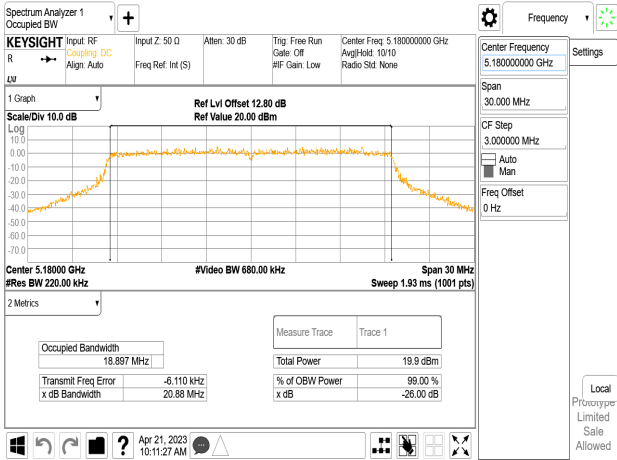 Spectrum Analyzer 1
Occupied BW
Frequency
KEYSIGHT
R
Input: RF
Coupling: DC
Align: Auto
Input Z: 50 Ω
Freq Ref: Int (S)
Atten: 30 dB
Trig: Free Run
Gate: Off
#IF Gain: Low
Center Freq: 5.180000000 GHz
Avg|Hold: 10/10
Radio Std: None
Center Frequency
5.180000000 GHz
Settings
Span
30.000 MHz
CF Step
3.000000 MHz
Auto
Man
Freq Offset
0 Hz
1 Graph
Scale/Div 10.0 dB
Ref Lvl Offset 12.80 dB
Ref Value 20.00 dBm
Log
10.0
0.00
-10.0
-20.0
-30.0
-40.0
-50.0
-60.0
-70.0
Center 5.18000 GHz
#Video BW 680.00 kHz
Span 30 MHz
#Res BW 220.00 kHz
Sweep 1.93 ms (1001 pts)
2 Metrics
Measure Trace
Trace 1
Occupied Bandwidth
18.897 MHz
Total Power
19.9 dBm
Transmit Freq Error
-6.110 kHz
% of OBW Power
99.00 %
x dB Bandwidth
20.88 MHz
x dB
-26.00 dB
Local
Prototype
Limited
Sale
Allowed
?
Apr 21, 2023
10:11:27 AM